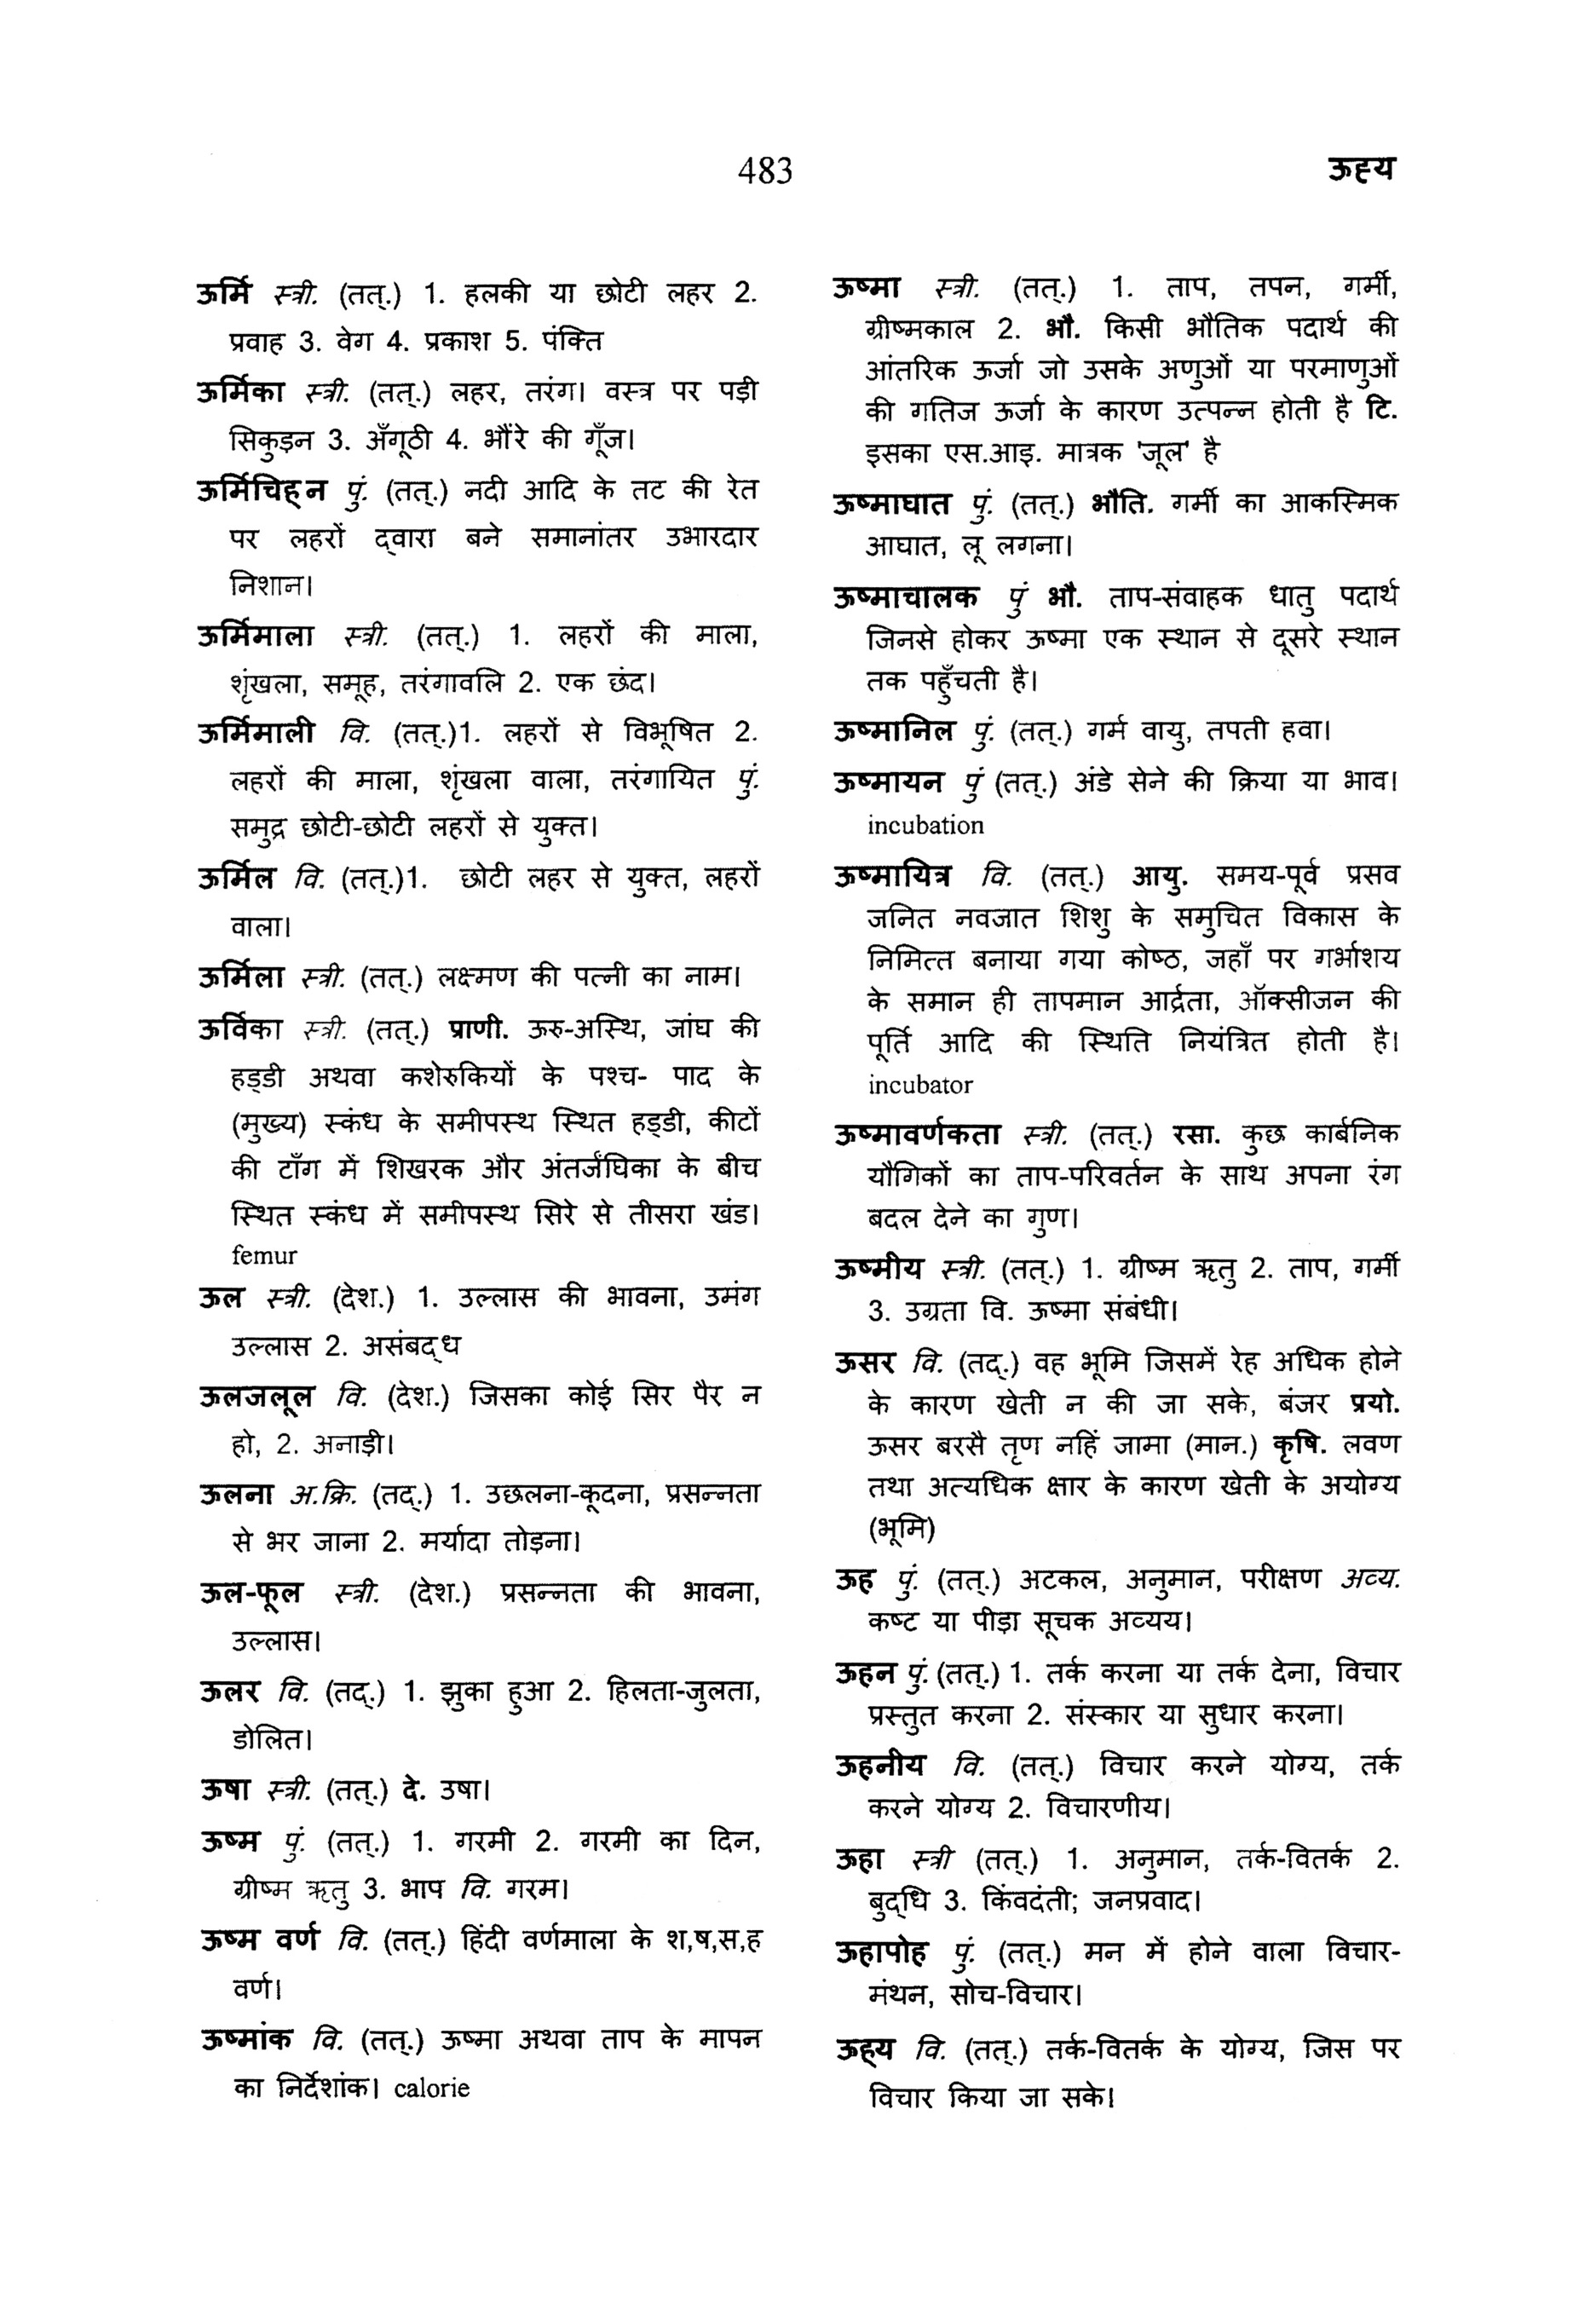 483
ऊह्‌य
ऊर्मि स्त्री. (तत्.) 1. हलकी या छोटी लहर 2.
प्रवाह 3. वेग 4. प्रकाश 5. पंक्ति
ऊर्मिका स्त्री. (तत्.) लहर, तरंग। वस्त्र पर पड़ी
सिकुड़न 3. अँगूठी 4. भौंरे की गूँज।
ऊर्मिचिह्‌न पुं. (तत्.) नदी आदि के तट की रेत
पर लहरों द्‌वारा बने समानांतर उभारदार
निशान।
ऊर्मिमाला स्त्री. (तत्.) 1. लहरों की माला,
शृंखला, समूह, तरंगावलि 2. एक छंद।
ऊर्मिमाली वि. (तत्.)1. लहरों से विभूषित 2.
लहरों की माला, शृंखला वाला, तरंगायित पुं.
समुद्र छोटी-छोटी लहरों से युक्त।
ऊर्मिल वि. (तत्.)1. छोटी लहर से युक्त, लहरों
वाला।
ऊर्मिला स्त्री. (तत्.) लक्ष्मण की पत्नी का नाम।
ऊर्विका स्त्री. (तत्.) प्राणी. ऊरु-अस्थि, जांघ की
हड्‌डी अथवा कशेरुकियों के पश्च- पाद के
(मुख्य) स्कंध के समीपस्थ स्थित हड्‌डी, कीटों
की टाँग में शिखरक और अंतर्जंघिका के बीच
स्थित स्कंध में समीपस्थ सिरे से तीसरा खंड।
femur
ऊल स्त्री. (देश.) 1. उल्लास की भावना, उमंग
उल्लास 2. असंबद्‌ध
ऊलजलूल वि. (देश.) जिसका कोई सिर पैर न
हो, 2. अनाड़ी।
ऊलना अ.क्रि. (तद्.) 1. उछलना-कूदना, प्रसन्नता
से भर जाना 2. मर्यादा तोड़ना।
ऊल-फूल स्त्री. (देश.) प्रसन्नता की भावना,
उल्लास।
ऊलर वि. (तद्.) 1. झुका हुआ 2. हिलता-जुलता,
डोलित।
ऊषा स्त्री. (तत्.) दे. उषा।
ऊष्म पुं. (तत्.) 1. गरमी 2. गरमी का दिन,
ग्रीष्म ऋतु 3. भाप वि. गरम।
ऊष्म वर्ण वि. (तत्.) हिंदी वर्णमाला के श,ष,स,ह
वर्ण।
ऊष्मांक वि. (तत्.) ऊष्मा अथवा ताप के मापन
का निर्देशांक। calorie
ऊष्मा स्त्री. (तत्.) 1. ताप, तपन, गर्मी,
ग्रीष्मकाल 2. भौ. किसी भौतिक पदार्थ की
आंतरिक ऊर्जा जो उसके अणुओं या परमाणुओं
की गतिज ऊर्जा के कारण उत्पन्न होती है टि.
इसका एस.आइ. मात्रक 'जूल' है
ऊष्माघात पुं. (तत्.) भौति. गर्मी का आकस्मिक
आघात, लू लगना।
ऊष्माचालक पुं भौ. ताप-संवाहक धातु पदार्थ
जिनसे होकर ऊष्मा एक स्थान से दूसरे स्थान
तक पहुँचती है।
ऊष्मानिल पुं. (तत्.) गर्म वायु, तपती हवा।
ऊष्मायन पुं (तत्.) अंडे सेने की क्रिया या भाव।
incubation
ऊष्मायित्र वि. (तत्.) आयु. समय-पूर्व प्रसव
जनित नवजात शिशु के समुचित विकास के
निमित्त बनाया गया कोष्ठ, जहाँ पर गर्भाशय
के समान ही तापमान आर्द्रता, ऑक्सीजन की
पूर्ति आदि की स्थिति नियंत्रित होती है।
incubator
ऊष्मावर्णकता स्त्री. (तत्.) रसा. कुछ कार्बनिक
यौगिकों का ताप-परिवर्तन के साथ अपना रंग
बदल देने का गुण।
ऊष्मीय स्त्री. (तत्.) 1. ग्रीष्म ऋतु 2. ताप, गर्मी
3. उग्रता वि. ऊष्मा संबंधी।
ऊसर वि. (तद्.) वह भूमि जिसमें रेह अधिक होने
के कारण खेती न की जा सके, बंजर प्रयो.
ऊसर बरसै तृण नहिं जामा (मान.) कृषि. लवण
तथा अत्यधिक क्षार के कारण खेती के अयोग्य
(भूमि)
ऊह पुं. (तत्.) अटकल, अनुमान, परीक्षण अव्य.
कष्ट या पीड़ा सूचक अव्यय।
ऊहन पुं. (तत्.) 1. तर्क करना या तर्क देना, विचार
प्रस्तुत करना 2. संस्कार या सुधार करना।
ऊहनीय वि. (तत्.) विचार करने योग्य, तर्क
करने योग्य 2. विचारणीय।
ऊहा स्त्री (तत्.) 1. अनुमान, तर्क-वितर्क 2.
बुद्‌धि 3. किंवदंती; जनप्रवाद।
ऊहापोह पुं. (तत्.) मन में होने वाला विचार-
मंथन, सोच-विचार।
ऊह्‌य वि. (तत्.) तर्क-वितर्क के योग्य, जिस पर
विचार किया जा सके।